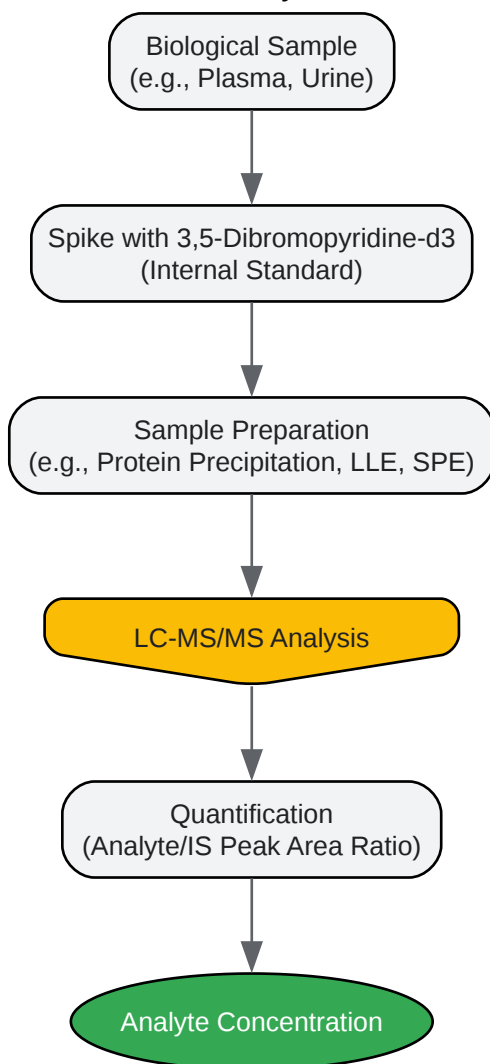 Biological Sample
(e.g., Plasma, Urine)
Spike with 3,5-Dibromopyridine-d3
(Internal Standard)
Sample Preparation
(e.g., Protein Precipitation, LLE, SPE)
LC-MS/MS Analysis
Quantification
(Analyte/IS Peak Area Ratio)
Analyte Concentration